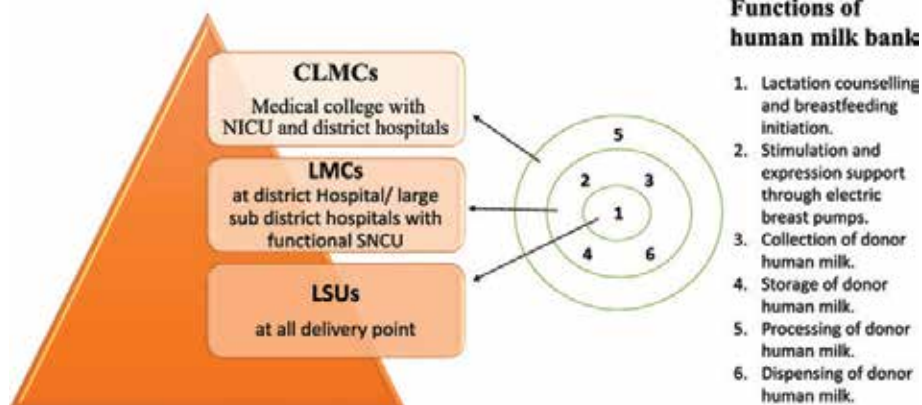 Functions of
human milk bank
CLMCs
Medical college with
NICU and district hospitals
LMCs
at district Hospital/ large
sub district hospitals with
functional SNCU
LSUs
at all delivery point
5
2 3
1
4 6
1. Lactation counselling
and breastfeeding
initiation.
2. Stimulation and
expression support
through electric
breast pumps.
3. Collection of donor
human milk.
4. Storage of donor
human milk.
5. Processing of donor
human milk.
6. Dispensing of donor
human milk.